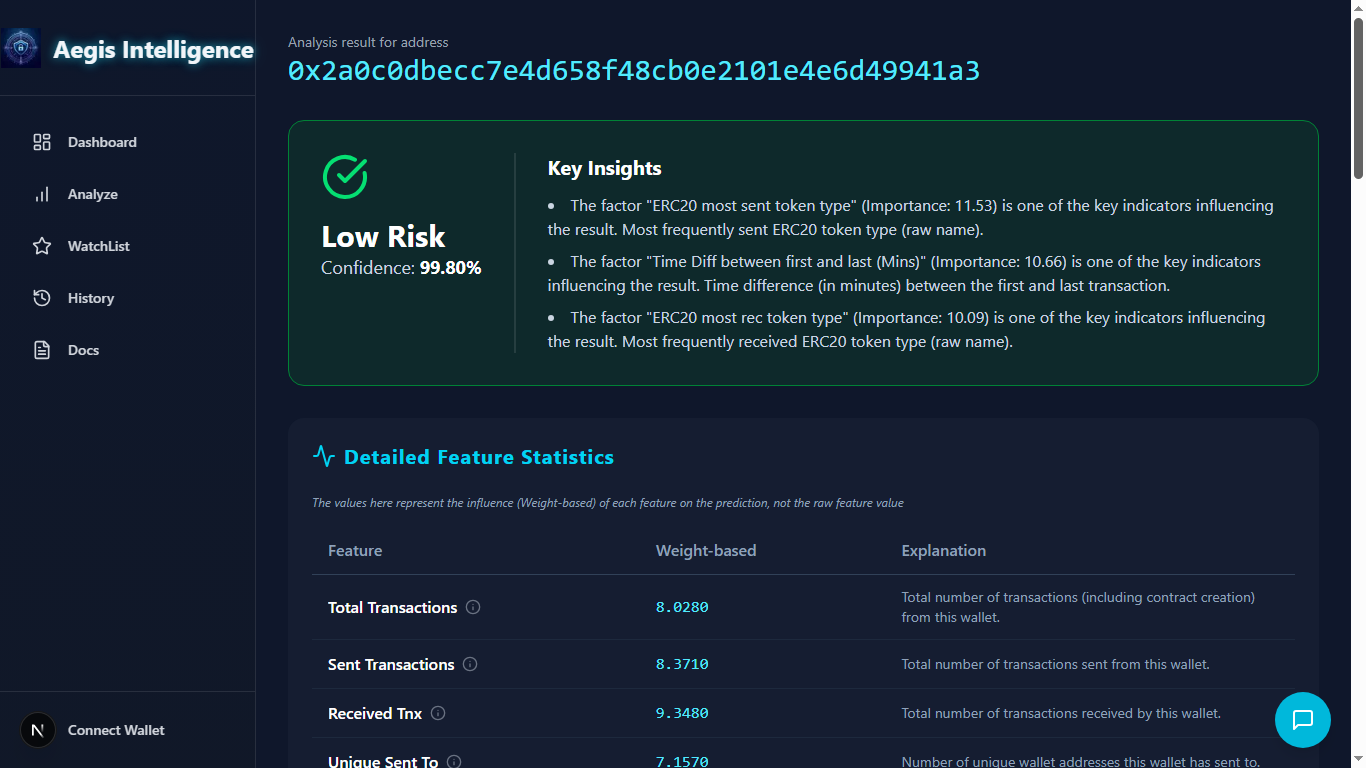 Aegis Intelligence
Dashboard
Analyze
WatchList
History
Docs
N
Connect Wallet
Analysis result for address
0x2a0c0dbecc7e4d658f48cb0e2101e4e6d49941a3
Low Risk
Confidence: 99.80%
Key Insights
• The factor "ERC20 most sent token type" (Importance: 11.53) is one of the key indicators influencing
the result. Most frequently sent ERC20 token type (raw name).
• The factor "Time Diff between first and last (Mins)" (Importance: 10.66) is one of the key indicators
influencing the result. Time difference (in minutes) between the first and last transaction.
• The factor "ERC20 most rec token type" (Importance: 10.09) is one of the key indicators influencing
the result. Most frequently received ERC20 token type (raw name).
Detailed Feature Statistics
The values here represent the influence (Weight-based) of each feature on the prediction, not the raw feature value
Feature Weight-based Explanation
Total Transactions 8.0280 Total number of transactions (including contract creation)
from this wallet.
Sent Transactions 8.3710 Total number of transactions sent from this wallet.
Received Tnx 9.3480 Total number of transactions received by this wallet.
Unique Sent To 7.1570 Number of unique wallet addresses this wallet has sent to.